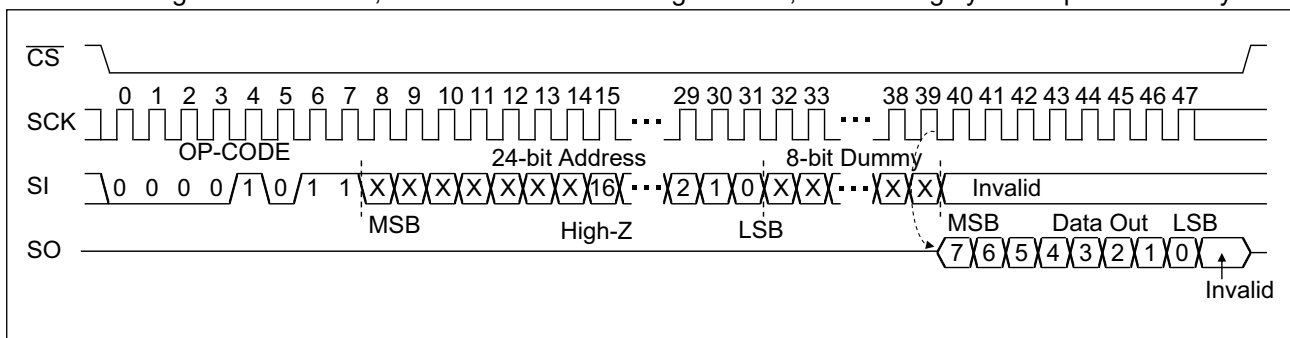 CS
0 1 2 3 4 5 6 7 8 9 10 11 12 13 14 15 29 30 31 32 33 38 39 40 41 42 43 44 45 46 47
SCK
OP-CODE 24-bit Address 8-bit Dummy
SI 0 0 0 0 1 0 1 1 X X X X X X X 16 2 1 0 X X X X Invalid
MSB High-Z LSB MSB Data Out LSB
SO 7 6 5 4 3 2 1 0
Invalid